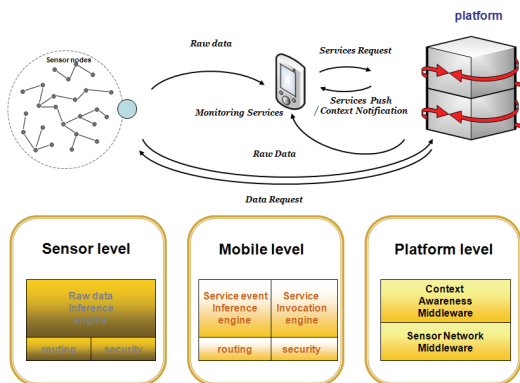 platform
Sensor nodes
Raw data
Services Request
Monitoring Services
Services Push
/ Context Notification
Raw Data
Data Request
Sensor level
Raw data
Inference
engine
routing
security
Mobile level
Service event
Inference
engine
Service
Invocation
engine
routing
security
Platform level
Context
Awareness
Middleware
Sensor Network
Middleware